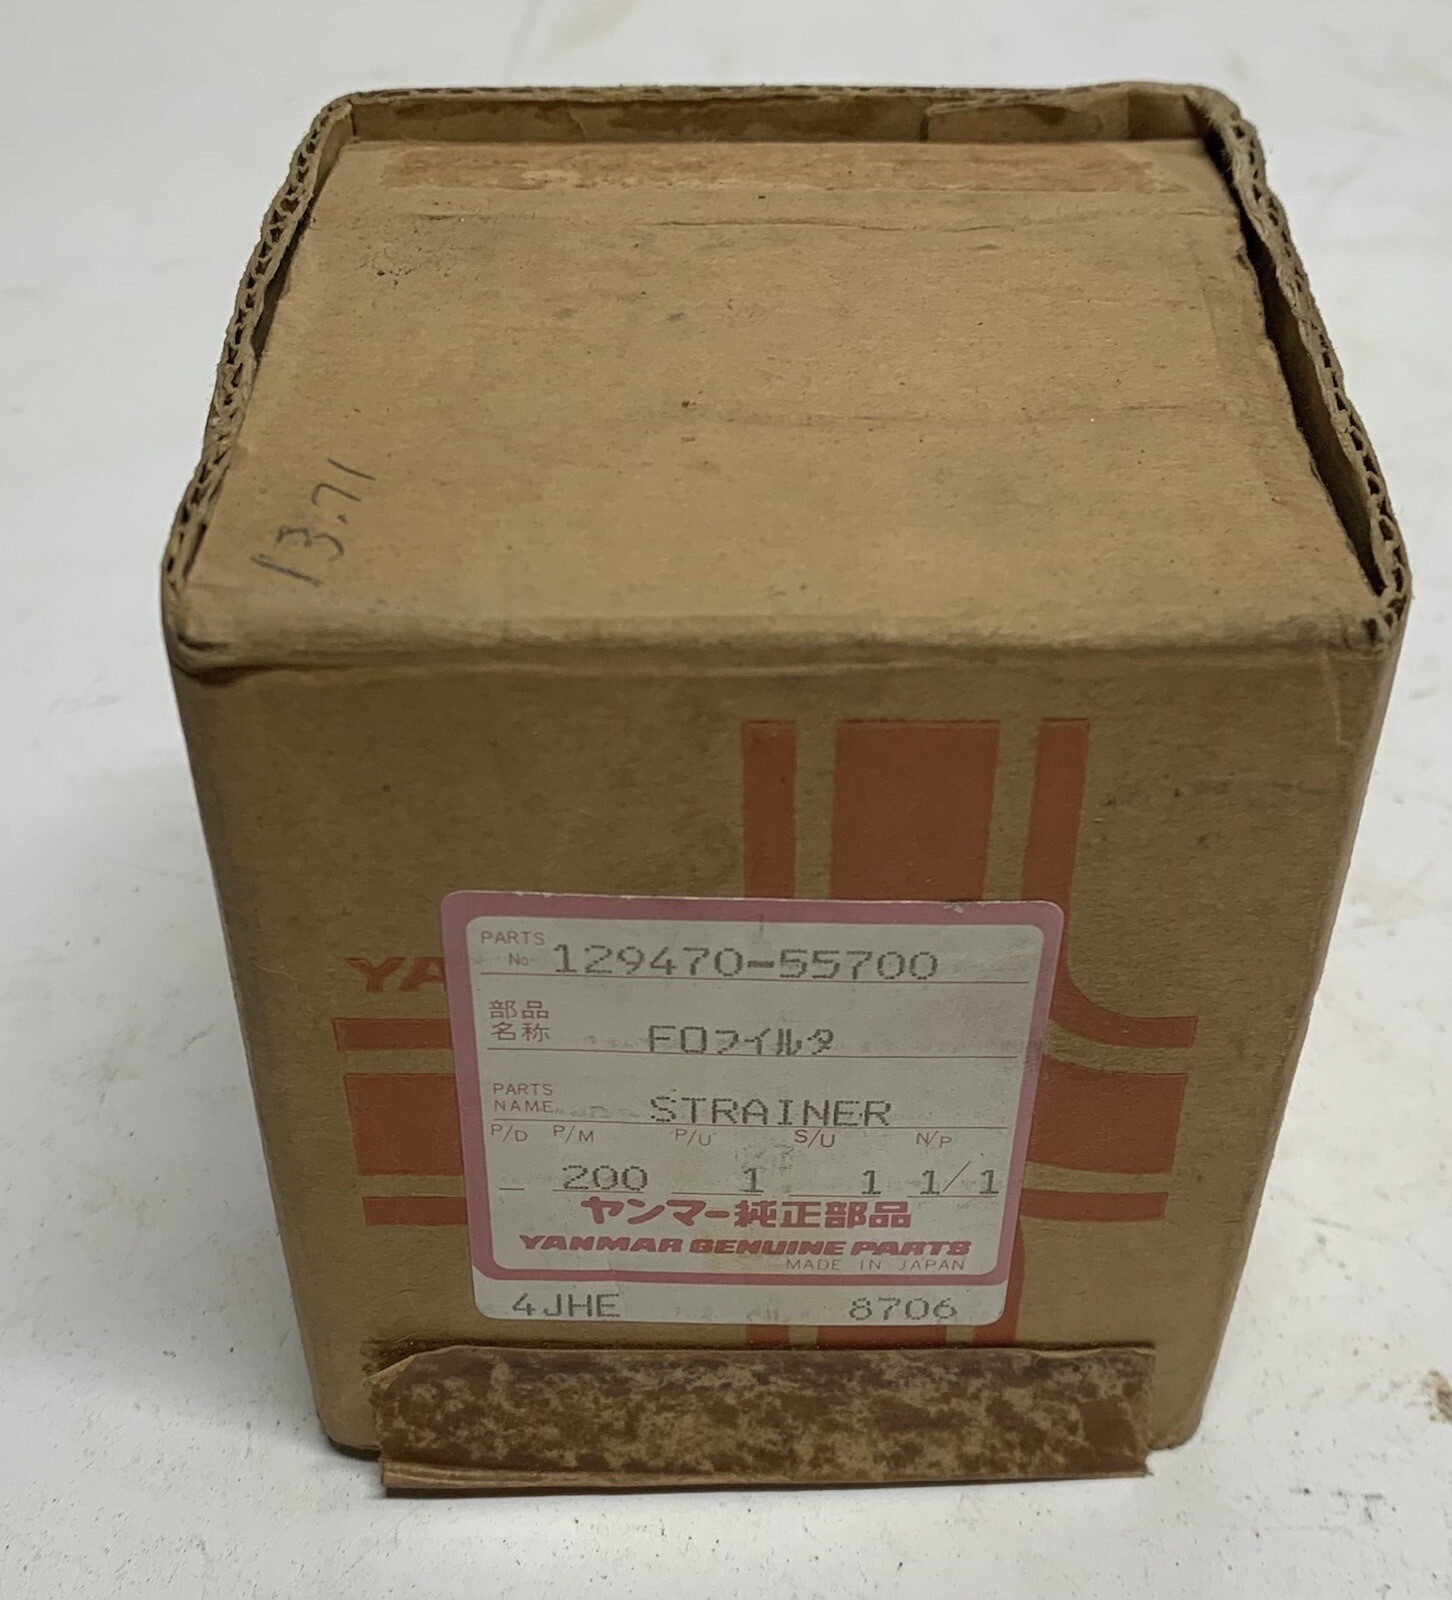 13.71
YA
PARTS No. 129470-55700
部品名称 FOフィルタ
PARTS NAME STRAINER
P/D P/M P/U S/U N/P
— 200 1 1 1/1
ヤンマー純正部品
YANMAR GENUINE PARTS
MADE IN JAPAN
4JHE 8706